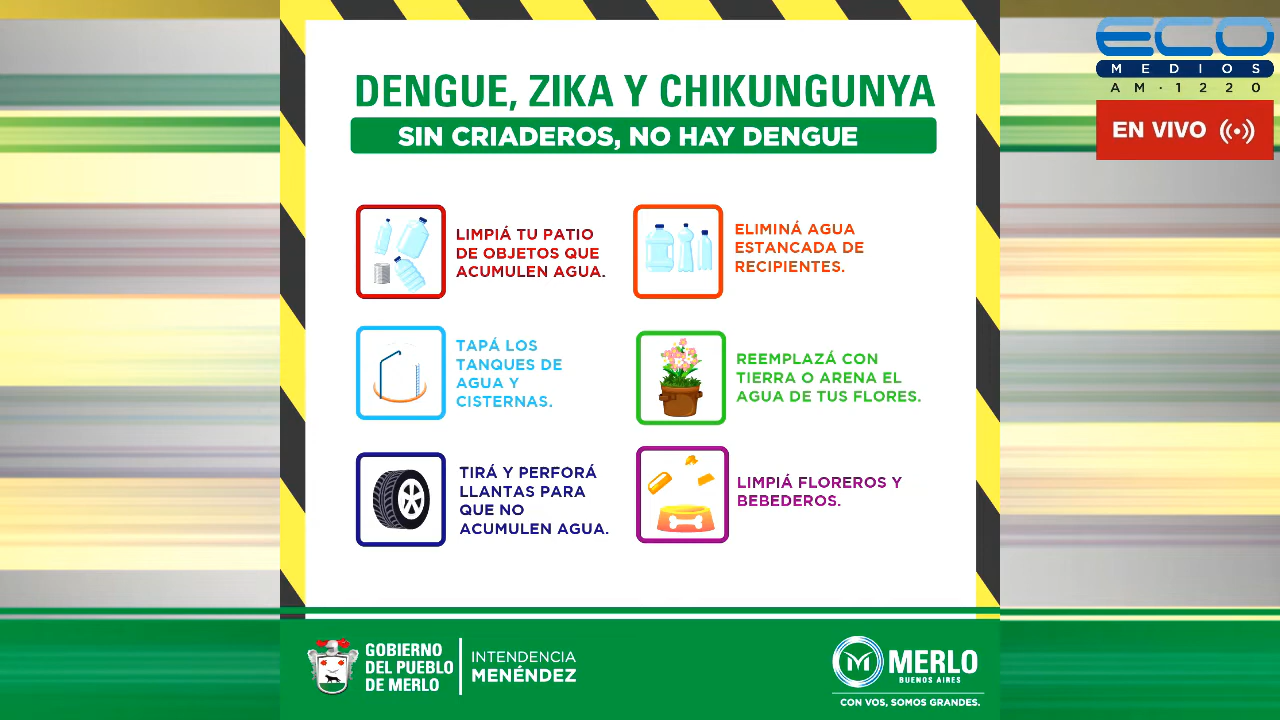 ECO
MEDIOS
AM·1220
EN VIVO
DENGUE, ZIKA Y CHIKUNGUNYA
SIN CRIADEROS, NO HAY DENGUE
LIMPIÁ TU PATIO
DE OBJETOS QUE
ACUMULEN AGUA.
ELIMINÁ AGUA
ESTANCADA DE
RECIPIENTES.
TAPÁ LOS
TANQUES DE
AGUA Y
CISTERNAS.
REEMPLAZÁ CON
TIERRA O ARENA EL
AGUA DE TUS FLORES.
TIRÁ Y PERFORÁ
LLANTAS PARA
QUE NO
ACUMULEN AGUA.
LIMPIÁ FLOREROS Y
BEBEDEROS.
GOBIERNO
DEL PUEBLO
DE MERLO
INTENDENCIA
MENÉNDEZ
MERLO
BUENOS AIRES
CON VOS, SOMOS GRANDES.